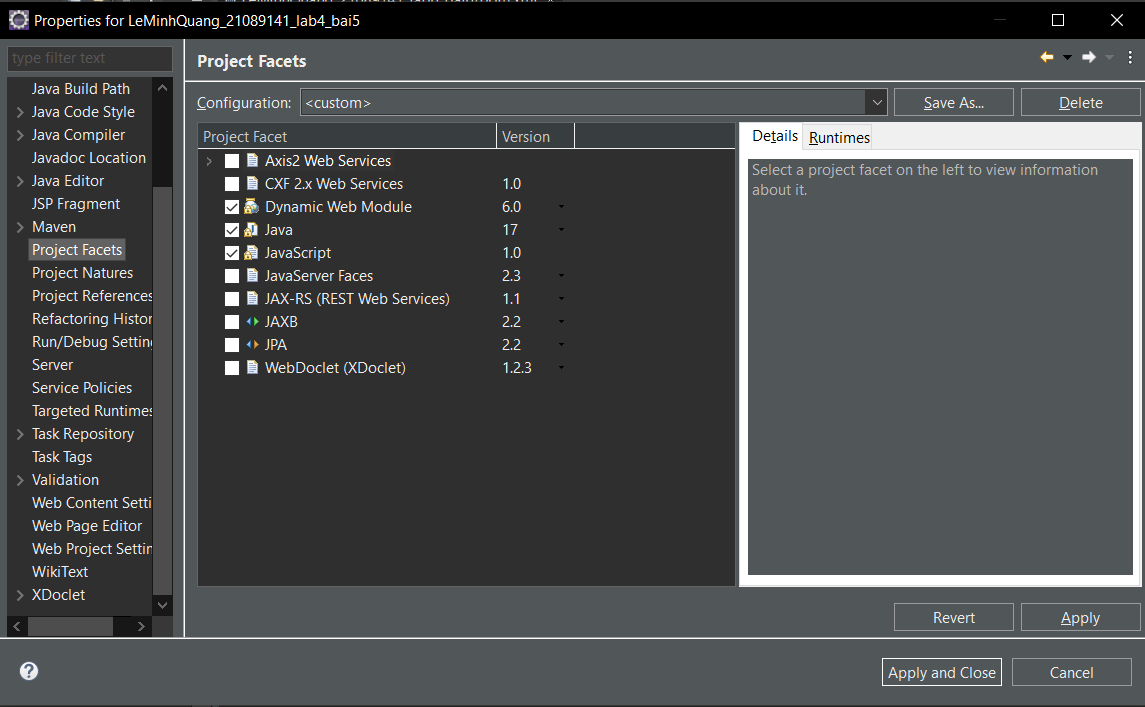 Properties for LeMinhQuang_21089141_lab4_bai5
type filter text
Java Build Path
Java Code Style
Java Compiler
Javadoc Location
Java Editor
JSP Fragment
Maven
Project Facets
Project Natures
Project References
Refactoring Histor
Run/Debug Setting
Server
Service Policies
Targeted Runtimes
Task Repository
Task Tags
Validation
Web Content Setti
Web Page Editor
Web Project Settin
WikiText
XDoclet
Project Facets
Configuration: <custom> Save As... Delete
Project Facet Version
Axis2 Web Services
CXF 2.x Web Services 1.0
Dynamic Web Module 6.0
Java 17
JavaScript 1.0
JavaServer Faces 2.3
JAX-RS (REST Web Services) 1.1
JAXB 2.2
JPA 2.2
WebDoclet (XDoclet) 1.2.3
Details Runtimes
Select a project facet on the left to view information
about it.
Revert Apply
Apply and Close Cancel